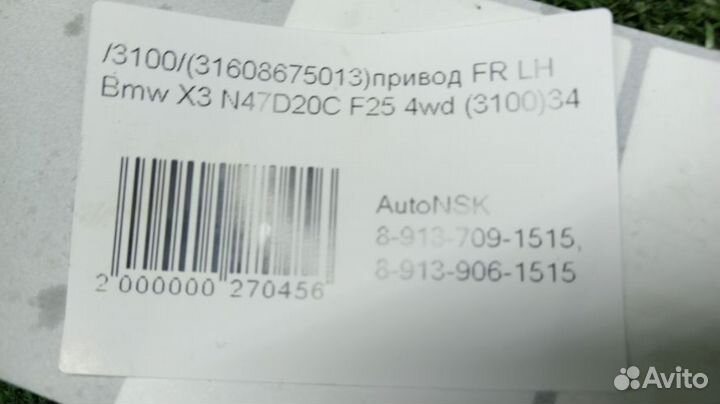 /3100/(31608675013)привод FR LH
Bmw X3 N47D20C F25 4wd (3100)34
AutoNSK
8-913-709-1515,
8-913-906-1515
2 000000 270456
Avito